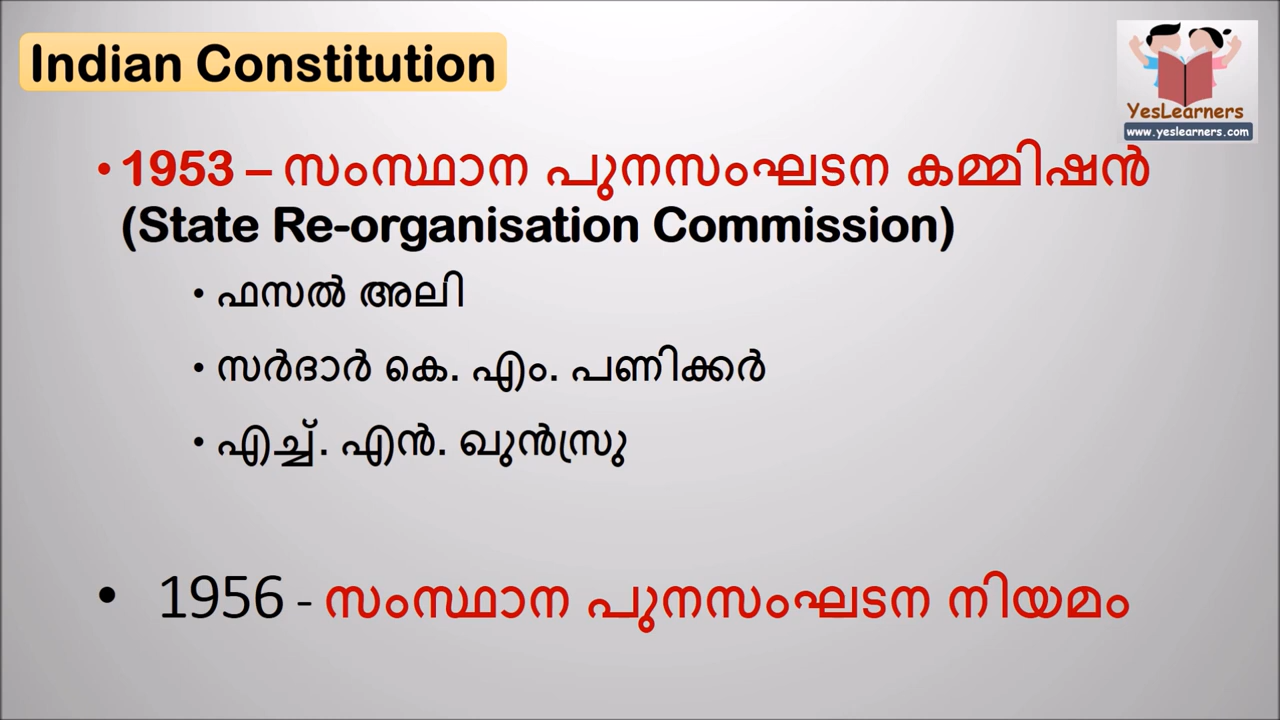 Indian Constitution
YesLearners
www.yeslearners.com
• 1953 – സംസ്ഥാന പുനസംഘടന കമ്മിഷൻ
(State Re-organisation Commission)
• ഫസൽ അലി
• സർദാർ കെ. എം. പണിക്കർ
• എച്ച്. എൻ. ഖുൻസ്രു
• 1956 - സംസ്ഥാന പുനസംഘടന നിയമം